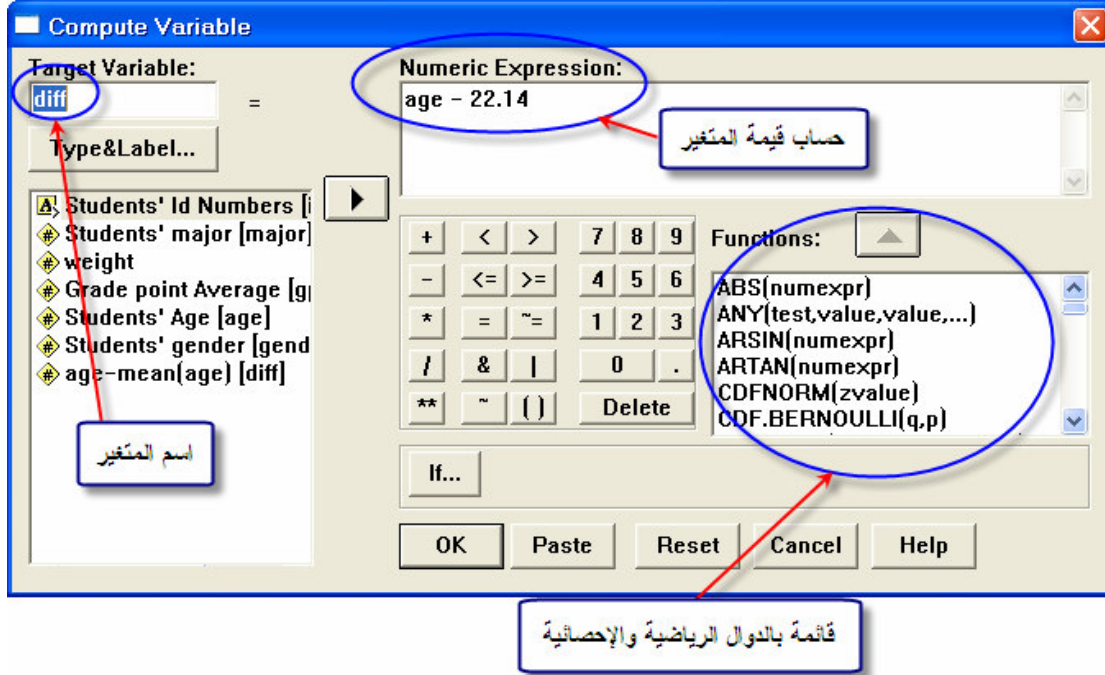 Compute Variable
Target Variable:
diff
=
Type&Label...
Numeric Expression:
age - 22.14
حساب قيمة المتغير
Students' Id Numbers [i
Students' major [major]
weight
Grade point Average [g
Students' Age [age]
Students' gender [gend
age-mean(age) [diff]
اسم المتغير
+ < > 7 8 9
- <= >= 4 5 6
* = ~= 1 2 3
/ & | 0 .
** ~ ( ) Delete
Functions:
ABS(numexpr)
ANY(test,value,value,...)
ARSIN(numexpr)
ARTAN(numexpr)
CDFNORM(zvalue)
CDF.BERNOULLI(q,p)
If...
OK Paste Reset Cancel Help
قائمة بالدوال الرياضية والإحصائية